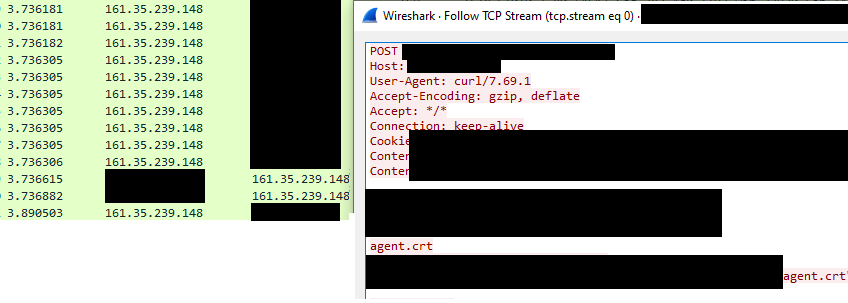 3.736181 161.35.239.148
3.736181 161.35.239.148
3.736182 161.35.239.148
3.736305 161.35.239.148
3.736305 161.35.239.148
3.736305 161.35.239.148
3.736305 161.35.239.148
3.736305 161.35.239.148
3.736305 161.35.239.148
3.736306 161.35.239.148
3.736615 161.35.239.148
3.736882 161.35.239.148
3.890503 161.35.239.148
Wireshark · Follow TCP Stream (tcp.stream eq 0) ·
POST
Host:
User-Agent: curl/7.69.1
Accept-Encoding: gzip, deflate
Accept: */*
Connection: keep-alive
Cookie
Conten
Conten
agent.crt
agent.crt"